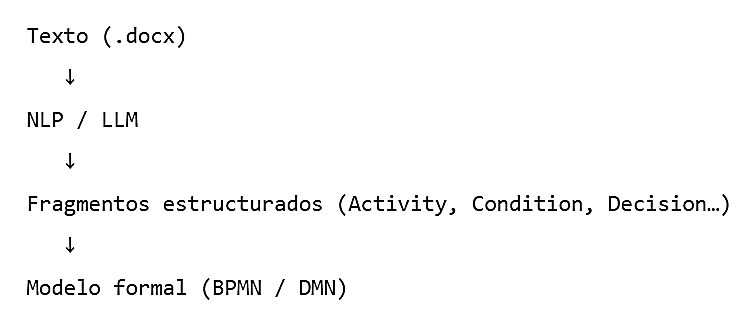 Texto (.docx)
↓
NLP / LLM
↓
Fragmentos estructurados (Activity, Condition, Decision…)
↓
Modelo formal (BPMN / DMN)